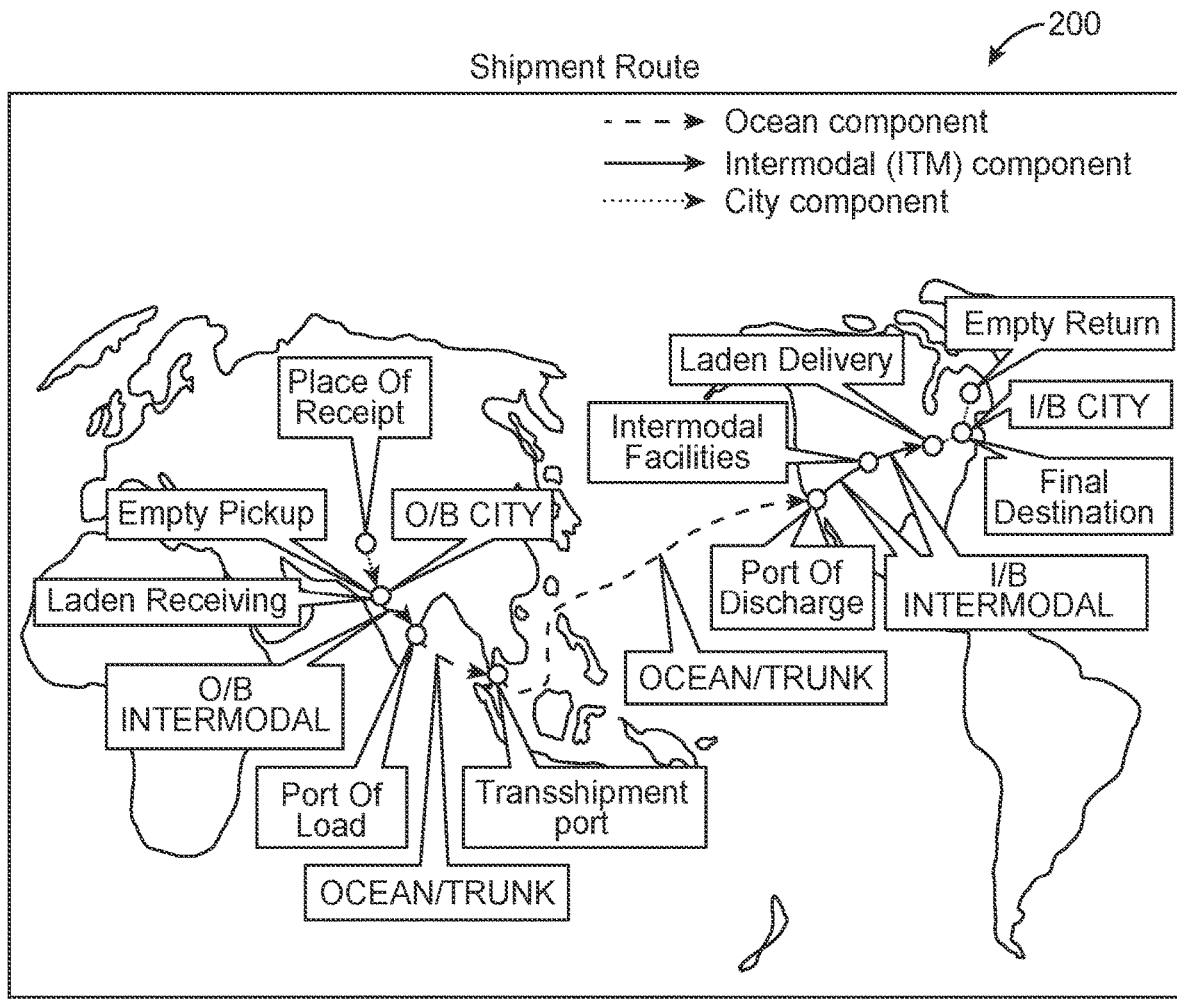 200
Shipment Route
Ocean component
Intermodal (ITM) component
City component
Empty Return
Laden Delivery
Place Of
Receipt
I/B CITY
Intermodal
Facilities
Final
Destination
Empty Pickup
O/B CITY
Laden Receiving
Port Of
Discharge
I/B
INTERMODAL
OCEAN/TRUNK
O/B
INTERMODAL
Port Of
Load
Transshipment
port
OCEAN/TRUNK